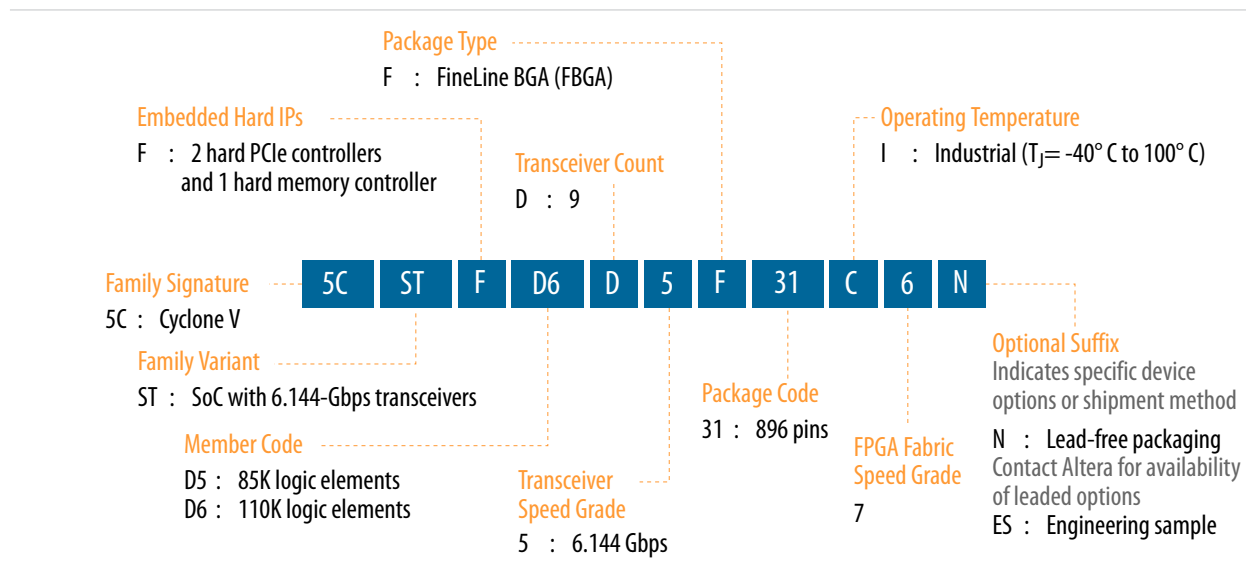 Package Type
F : FineLine BGA (FBGA)
Embedded Hard IPs
F : 2 hard PCIe controllers
and 1 hard memory controller
Transceiver Count
D : 9
Operating Temperature
I : Industrial (TJ= -40° C to 100° C)
Family Signature
5C : Cyclone V
5C ST F D6 D 5 F 31 C 6 N
Family Variant
ST : SoC with 6.144-Gbps transceivers
Member Code
D5 : 85K logic elements
D6 : 110K logic elements
Transceiver
Speed Grade
5 : 6.144 Gbps
Package Code
31 : 896 pins
FPGA Fabric
Speed Grade
7
Optional Suffix
Indicates specific device
options or shipment method
N : Lead-free packaging
Contact Altera for availability
of leaded options
ES : Engineering sample